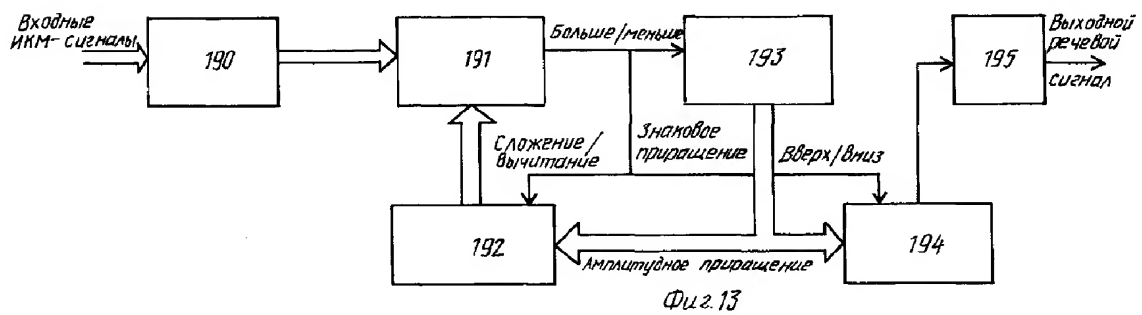 Входные
ИКМ-сигналы
190
191
Больше/меньше
193
195
Выходной
речевой
сигнал
Сложение/
вычитание
Знаковое
приращение
Вверх/вниз
192
194
Амплитудное приращение
Фиг.13